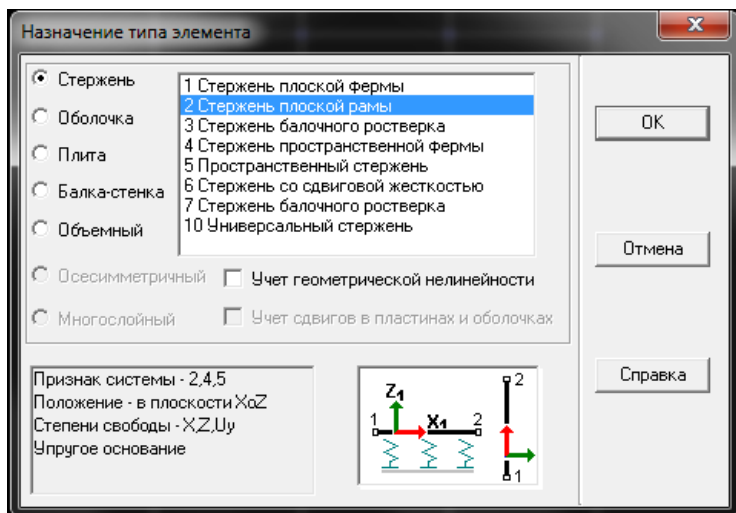 Назначение типа элемента
Стержень
Оболочка
Плита
Балка-стенка
Объемный
Осесимметричный
Многослойный
1 Стержень плоской фермы
2 Стержень плоской рамы
3 Стержень балочного ростверка
4 Стержень пространственной фермы
5 Пространственный стержень
6 Стержень со сдвиговой жесткостью
7 Стержень балочного ростверка
10 Универсальный стержень
Учет геометрической нелинейности
Учет сдвигов в пластинах и оболочках
OK
Отмена
Справка
Признак системы - 2,4,5
Положение - в плоскости XoZ
Степени свободы - X,Z,Uy
Упругое основание
Z1
1 X1 2
2
1